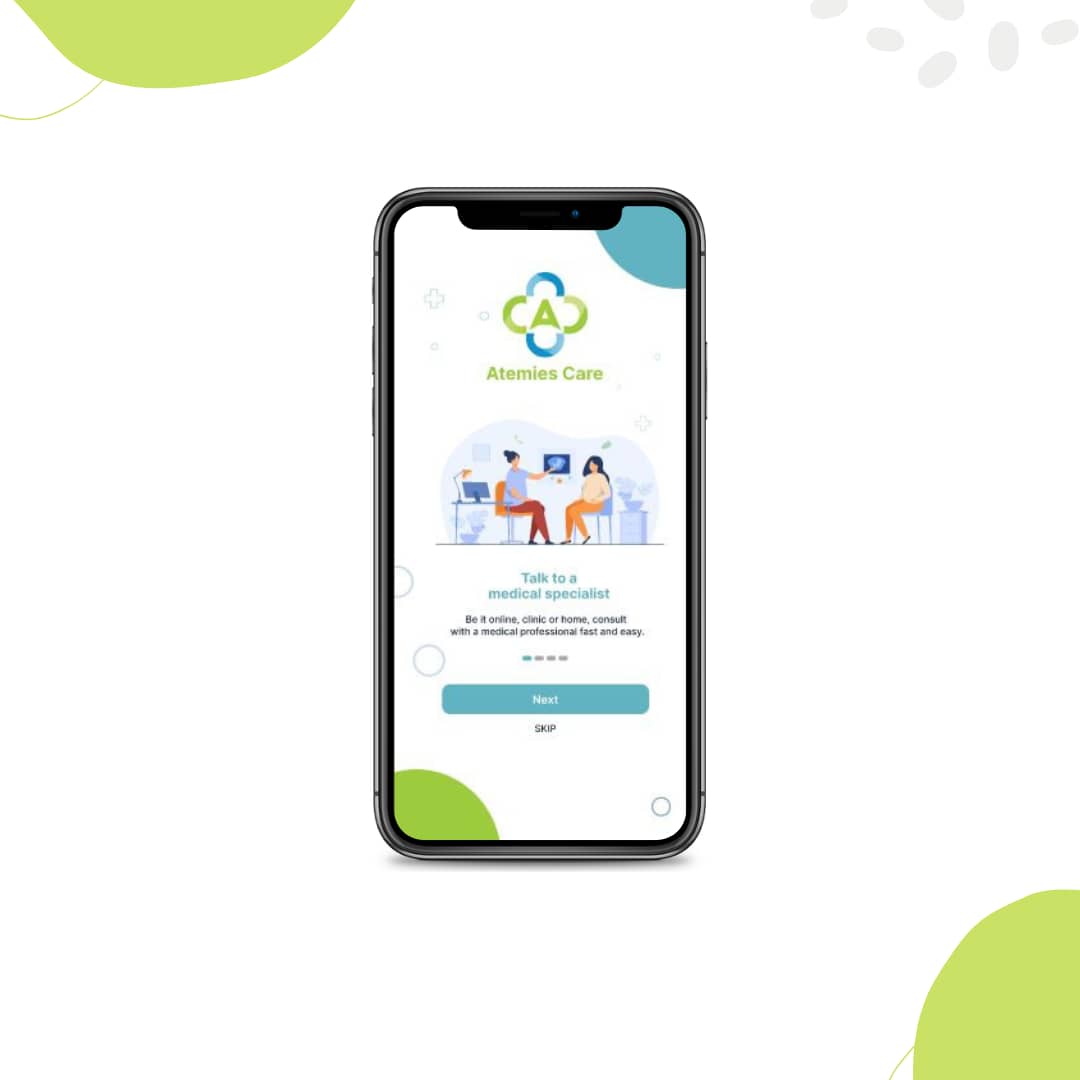 A
Atemies Care
Talk to a
medical specialist
Be it online, clinic or home, consult
with a medical professional fast and easy.
Next
SKIP